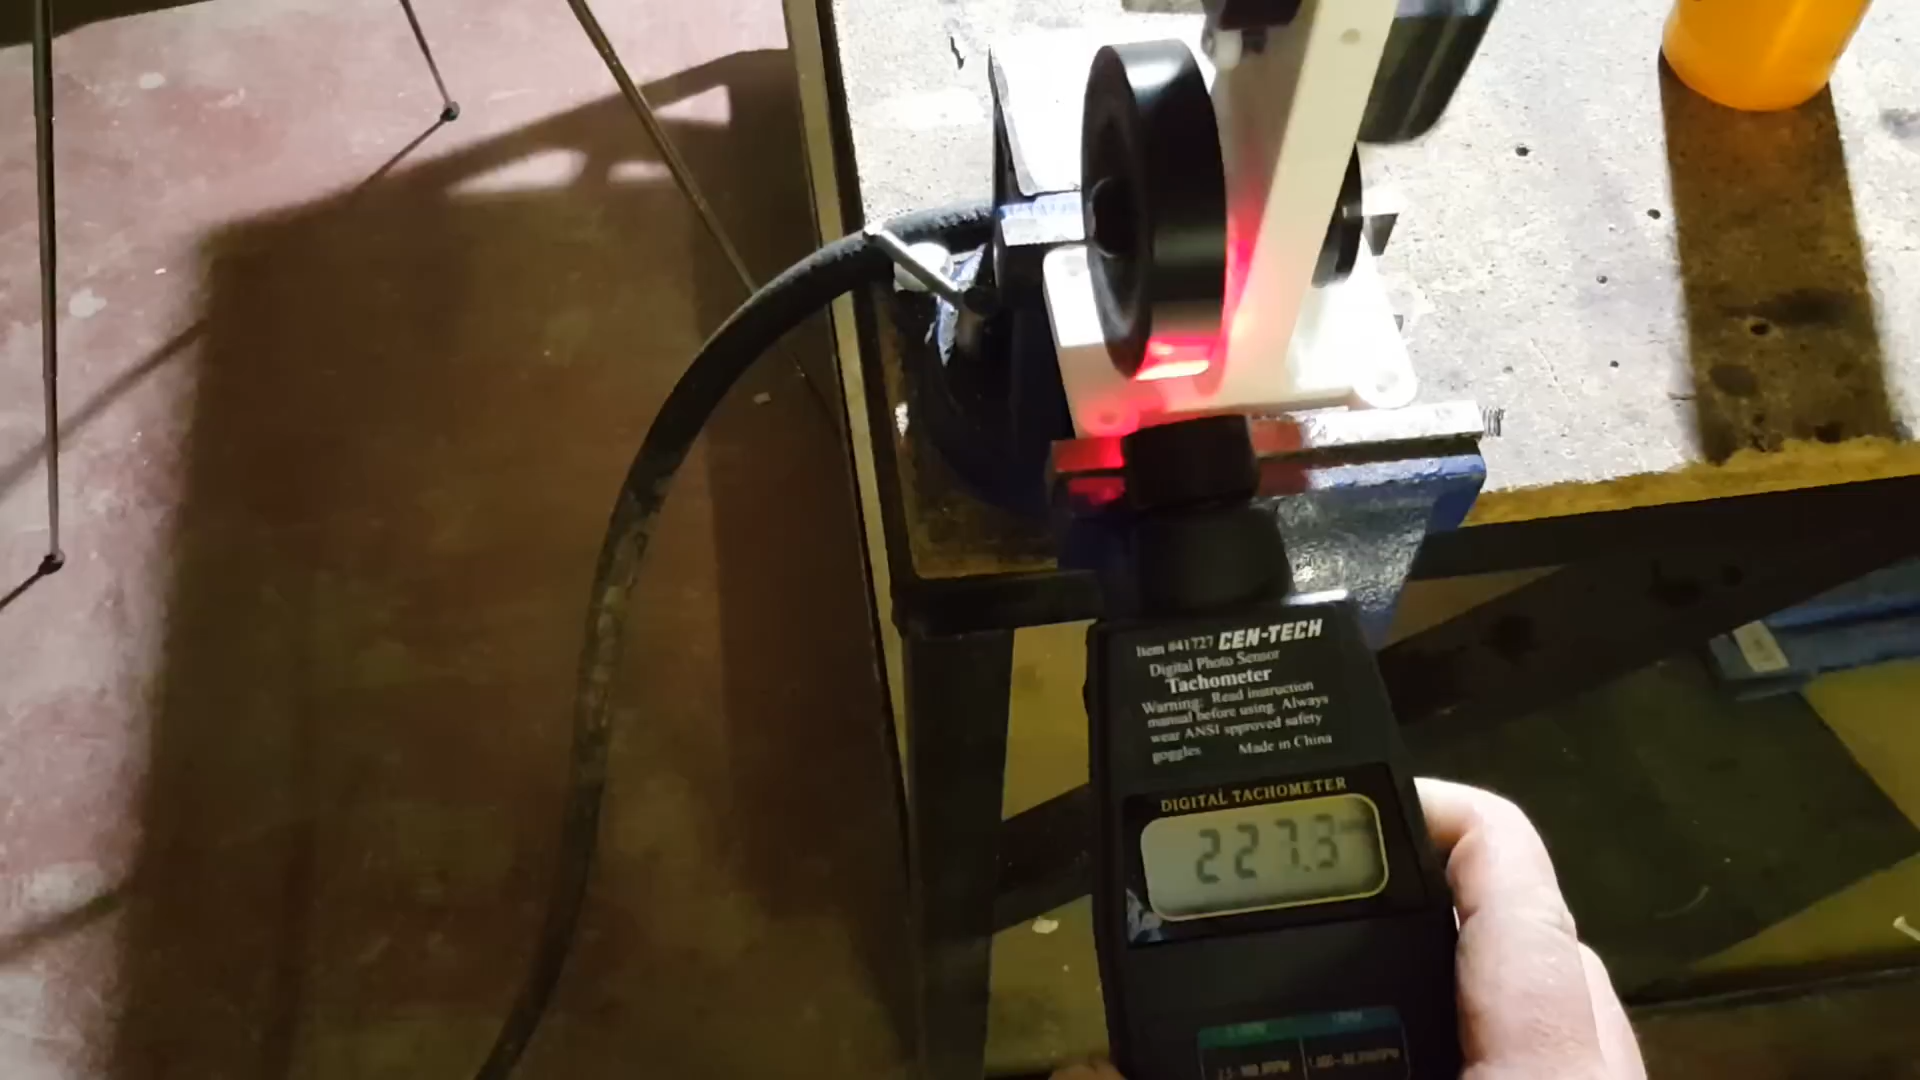 Item #41727 CEN-TECH
Digital Photo Sensor
Tachometer
Warning: Read instruction
manual before using. Always
wear ANSI approved safety
goggles Made in China
DIGITAL TACHOMETER
227.3